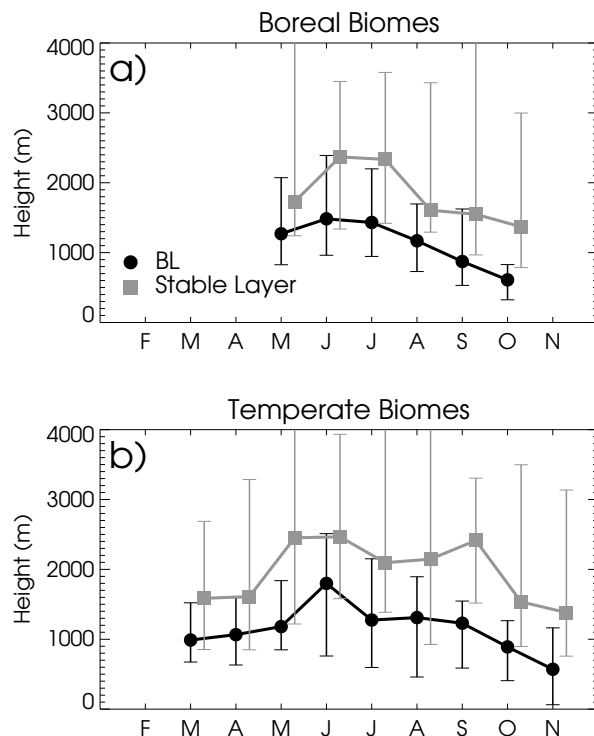 Boreal Biomes
a)
4000
3000
2000
1000
0
Height (m)
BL
Stable Layer
F M A M J J A S O N
Temperate Biomes
b)
4000
3000
2000
1000
0
Height (m)
F M A M J J A S O N